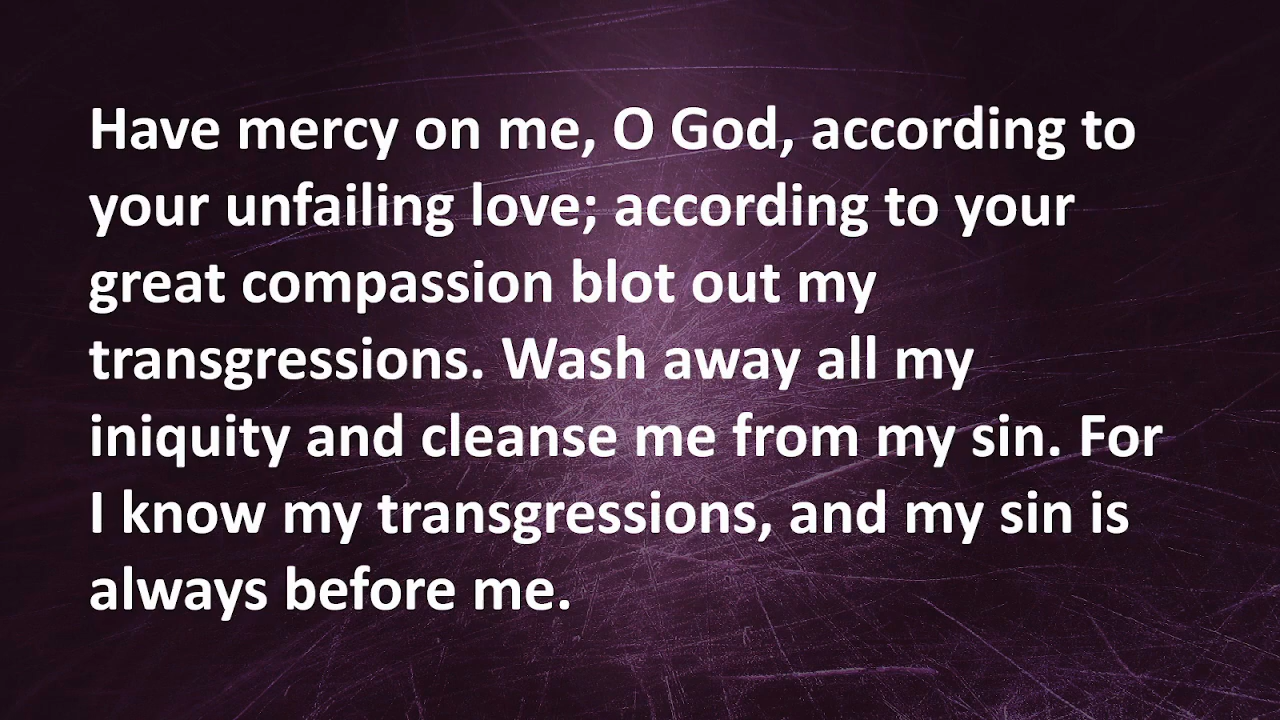 Have mercy on me, O God, according to
your unfailing love; according to your
great compassion blot out my
transgressions. Wash away all my
iniquity and cleanse me from my sin. For
I know my transgressions, and my sin is
always before me.